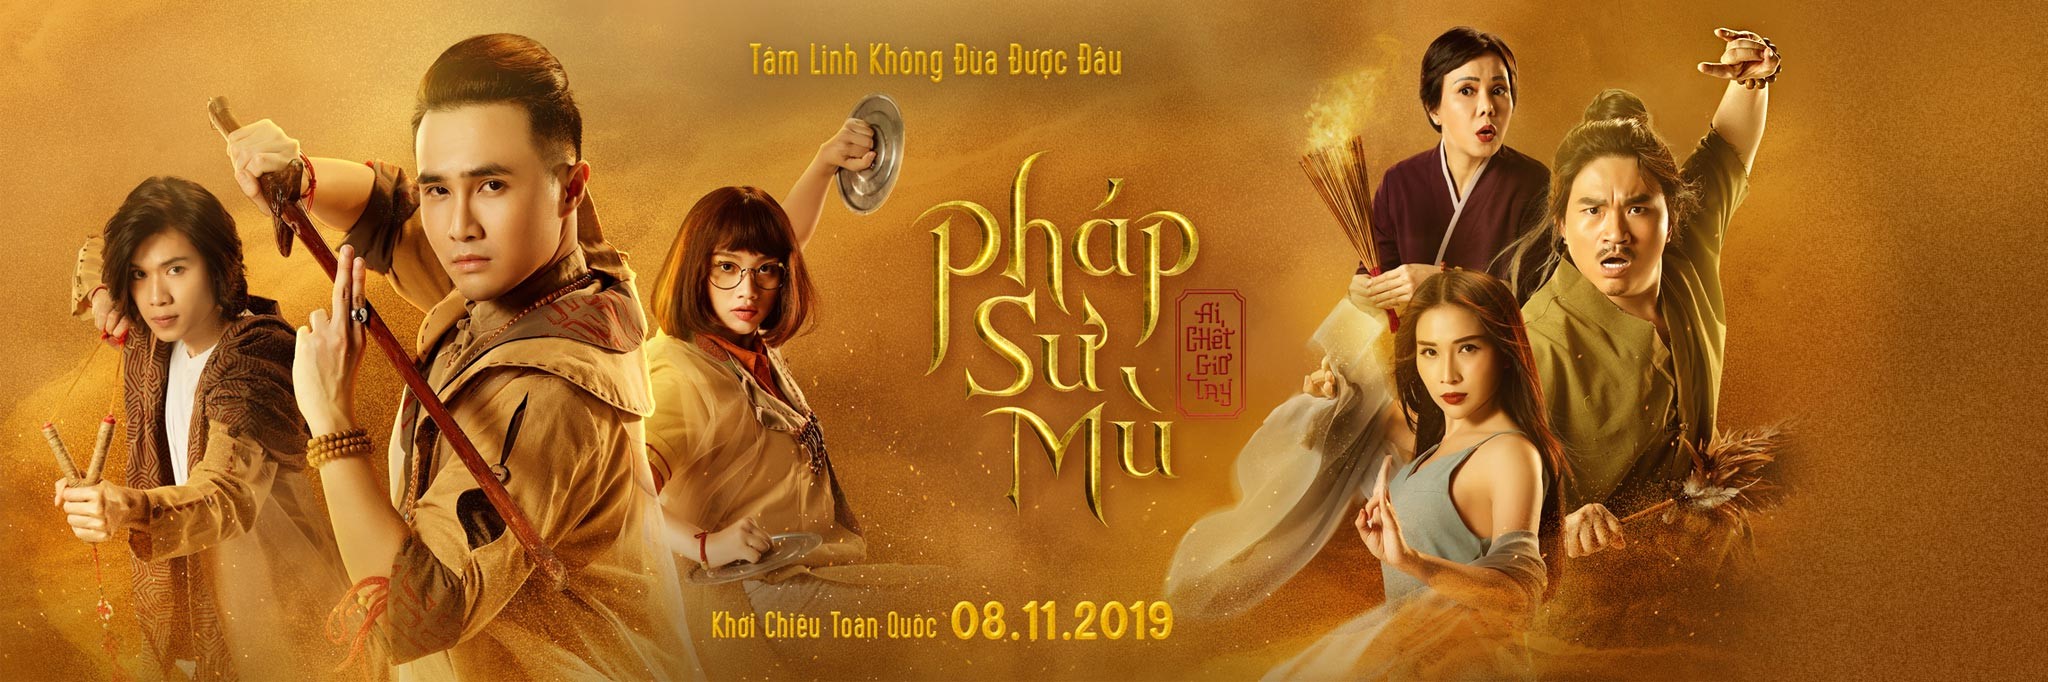 Tâm Linh Không Đùa Được Đâu
Pháp
Sư
Mù
Ai
Chết
Giơ
Tay
Khởi Chiếu Toàn Quốc 08.11.2019